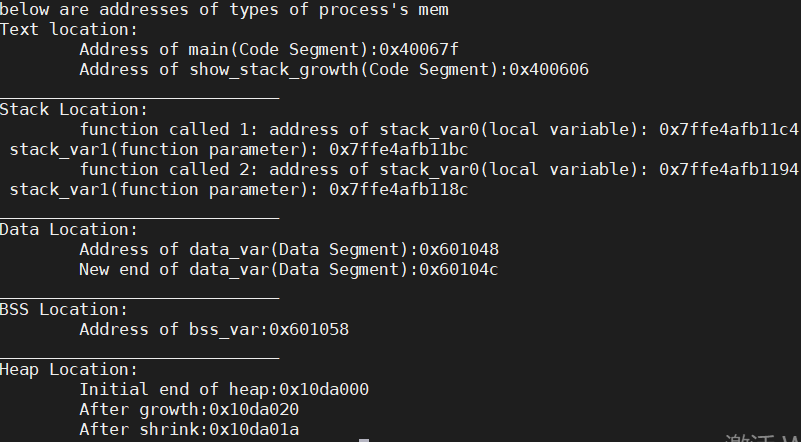 below are addresses of types of process's mem
Text location:
Address of main(Code Segment):0x40067f
Address of show_stack_growth(Code Segment):0x400606
____________________________
Stack Location:
function called 1: address of stack_var0(local variable): 0x7ffe4afb11c4
stack_var1(function parameter): 0x7ffe4afb11bc
function called 2: address of stack_var0(local variable): 0x7ffe4afb1194
stack_var1(function parameter): 0x7ffe4afb118c
____________________________
Data Location:
Address of data_var(Data Segment):0x601048
New end of data_var(Data Segment):0x60104c
____________________________
BSS Location:
Address of bss_var:0x601058
____________________________
Heap Location:
Initial end of heap:0x10da000
After growth:0x10da020
After shrink:0x10da01a
激活